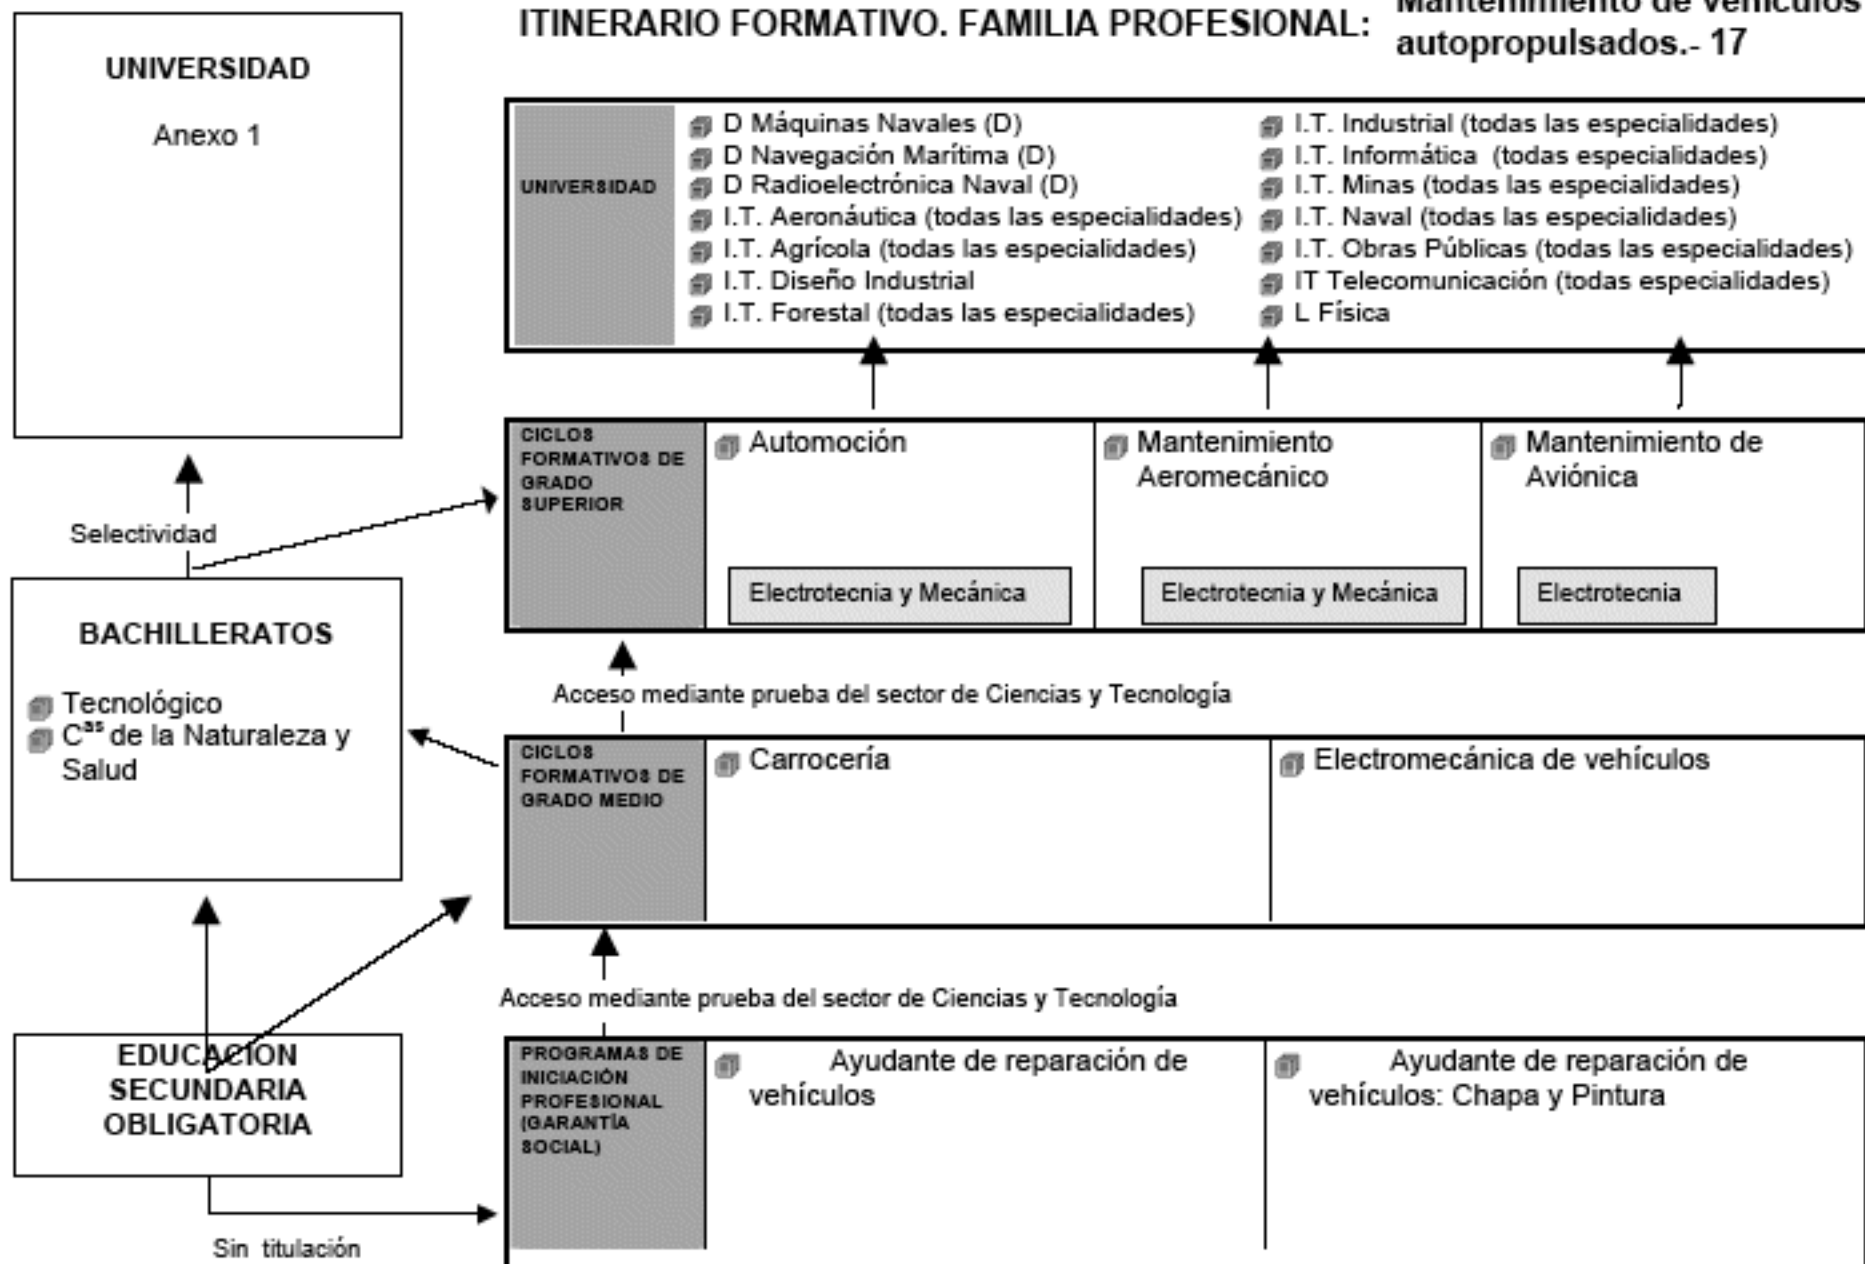 ITINERARIO FORMATIVO. FAMILIA PROFESIONAL:
Mantenimiento de vehículos
autopropulsados.- 17
UNIVERSIDAD
Anexo 1
UNIVERSIDAD
D Máquinas Navales (D)
D Navegación Marítima (D)
D Radioelectrónica Naval (D)
I.T. Aeronáutica (todas las especialidades)
I.T. Agrícola (todas las especialidades)
I.T. Diseño Industrial
I.T. Forestal (todas las especialidades)
I.T. Industrial (todas las especialidades)
I.T. Informática (todas especialidades)
I.T. Minas (todas las especialidades)
I.T. Naval (todas las especialidades)
I.T. Obras Públicas (todas las especialidades)
IT Telecomunicación (todas especialidades)
L Física
Selectividad
CICLOS
FORMATIVOS DE
GRADO
SUPERIOR
Automoción
Electrotecnia y Mecánica
Mantenimiento
Aeromecánico
Electrotecnia y Mecánica
Mantenimiento de
Aviónica
Electrotecnia
BACHILLERATOS
Tecnológico
Cas de la Naturaleza y
Salud
Acceso mediante prueba del sector de Ciencias y Tecnología
CICLOS
FORMATIVOS DE
GRADO MEDIO
Carrocería
Electromecánica de vehículos
Acceso mediante prueba del sector de Ciencias y Tecnología
EDUCACIÓN
SECUNDARIA
OBLIGATORIA
Sin titulación
PROGRAMAS DE
INICIACIÓN
PROFESIONAL
(GARANTÍA
SOCIAL)
Ayudante de reparación de
vehículos
Ayudante de reparación de
vehículos: Chapa y Pintura